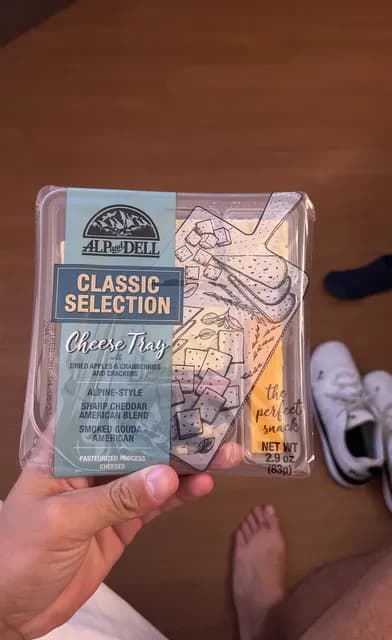 ALP and DELL
CLASSIC
SELECTION
Cheese Tray
with
DRIED APPLES & CRANBERRIES
AND CRACKERS
ALPINE-STYLE
SHARP CHEDDAR
AMERICAN BLEND
SMOKED GOUDA -
AMERICAN
PASTEURIZED PROCESS
CHEESES
the
perfect
snack
NET WT
2.9 oz
(83g)